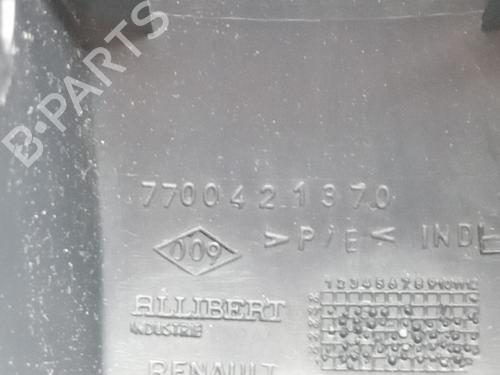 B-PARTS
7700421370
009 >P/E< IND
ALLIBERT
INDUSTRIE
RENAULT